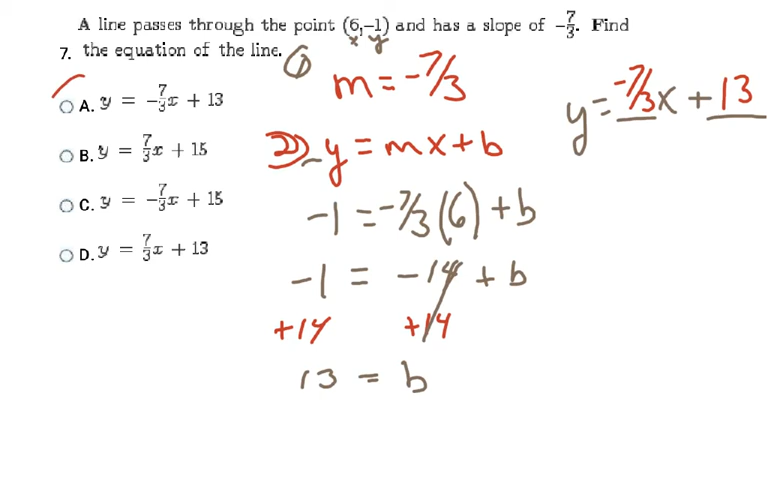 A line passes through the point (6,−1) and has a slope of −7/3. Find
x y
7. the equation of the line.
A. y = −7/3x + 13
B. y = 7/3x + 15
C. y = −7/3x + 15
D. y = 7/3x + 13
① m = -7/3
2) y = mx + b
-1 = -7/3 (6) + b
-1 = -14 + b
+14 +14
13 = b
y = -7/3x + 13